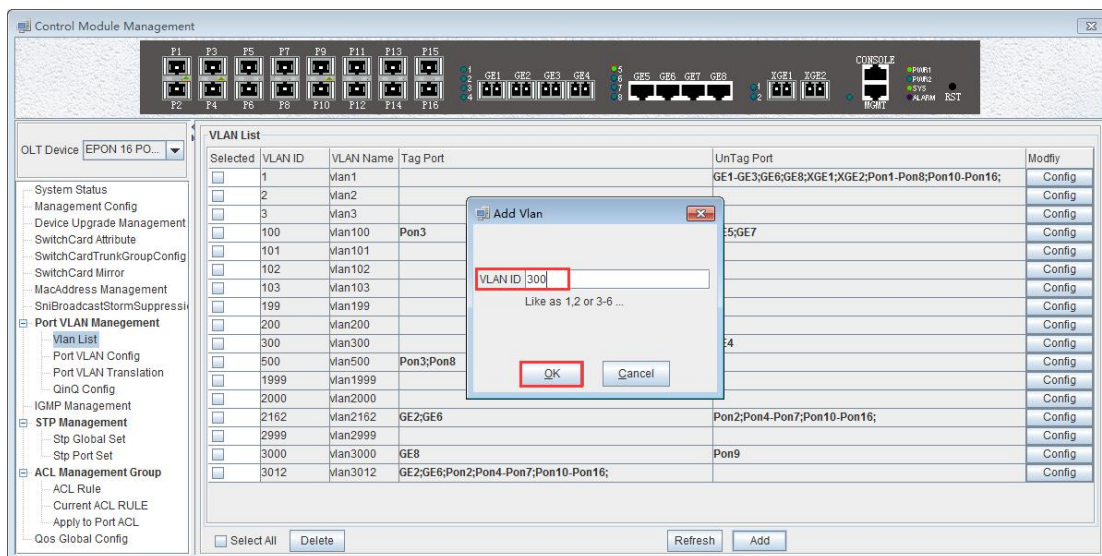 Control Module Management
P1 P3 P5 P7 P9 P11 P13 P15
P2 P4 P6 P8 P10 P12 P14 P16
1
2
3
4
GE1 GE2 GE3 GE4
5
6
7
8
GE5 GE6 GE7 GE8
1
2
XGE1 XGE2
CONSOLE
MGMT
PWR1
PWR2
SYS
ALARM
RST
OLT Device EPON 16 PO...
System Status
Management Config
Device Upgrade Management
SwitchCard Attribute
SwitchCardTrunkGroupConfig
SwitchCard Mirror
MacAddress Management
SniBroadcastStormSuppressi
Port VLAN Manegement
Vlan List
Port VLAN Config
Port VLAN Translation
QinQ Config
IGMP Management
STP Management
Stp Global Set
Stp Port Set
ACL Management Group
ACL Rule
Current ACL RULE
Apply to Port ACL
Qos Global Config
VLAN List
Selected VLAN ID VLAN Name Tag Port UnTag Port Modfiy
1 vlan1 GE1-GE3;GE6;GE8;XGE1;XGE2;Pon1-Pon8;Pon10-Pon16; Config
2 vlan2 Config
3 vlan3 Config
100 vlan100 Pon3 E5;GE7 Config
101 vlan101 Config
102 vlan102 Config
103 vlan103 Config
199 vlan199 Config
200 vlan200 Config
300 vlan300 E4 Config
500 vlan500 Pon3;Pon8 Config
1999 vlan1999 Config
2000 vlan2000 Config
2162 vlan2162 GE2;GE6 Pon2;Pon4-Pon7;Pon10-Pon16; Config
2999 vlan2999 Config
3000 vlan3000 GE8 Pon9 Config
3012 vlan3012 GE2;GE6;Pon2;Pon4-Pon7;Pon10-Pon16; Config
Add Vlan
VLAN ID 300
Like as 1,2 or 3-6 ...
OK Cancel
Select All Delete Refresh Add